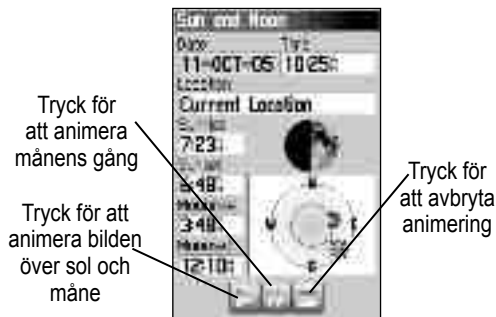 Sun and Moon
Date Time
11-OCT-05 10:25
Location
Current Location
7:23
3:48
12:10
N
W E
S
Tryck för
att animera
månens gång
Tryck för att
animera bilden
över sol och
måne
Tryck för
att avbryta
animering